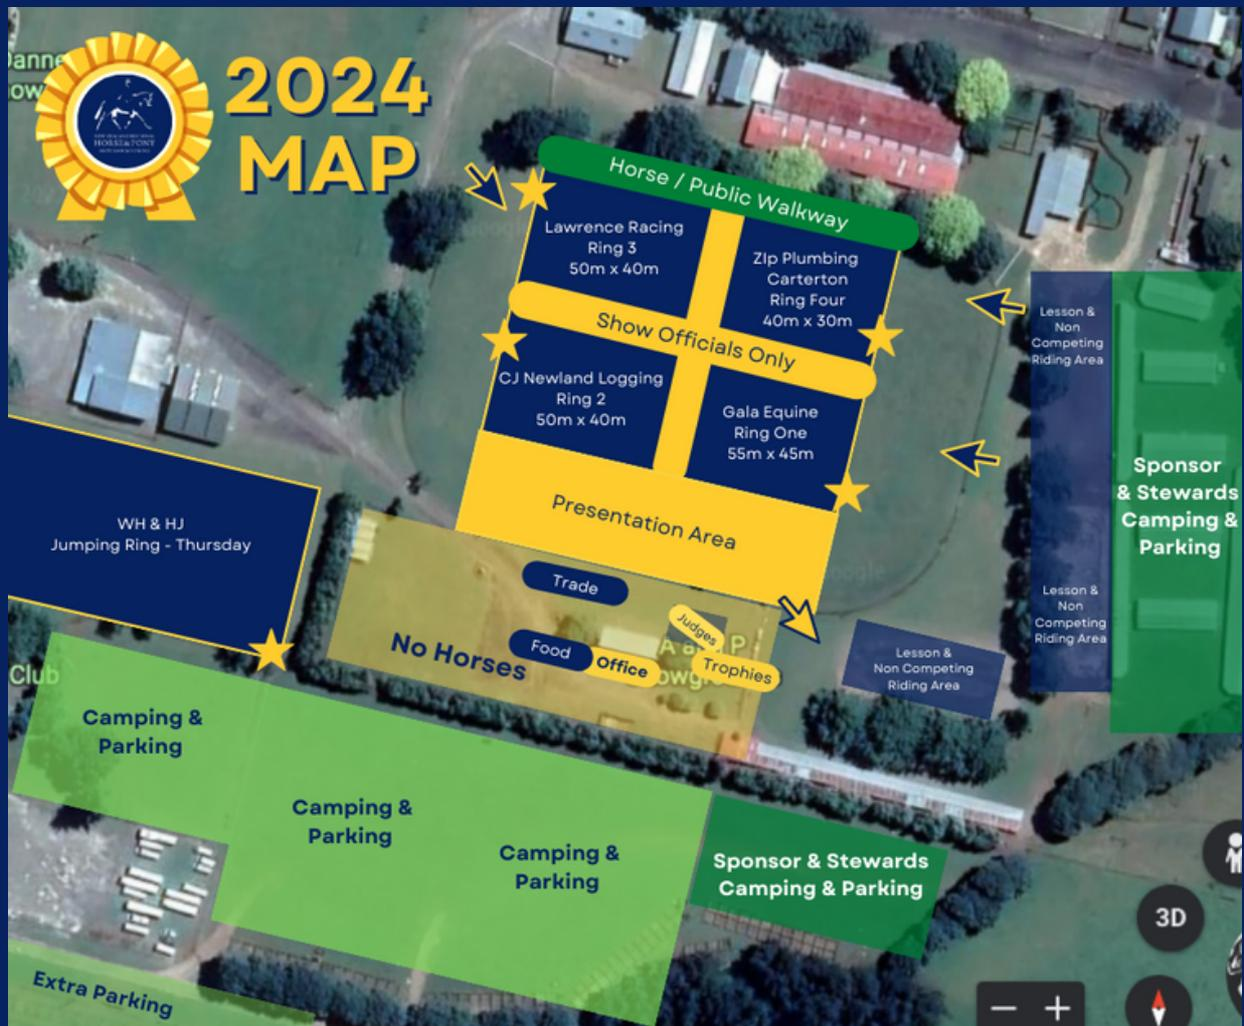 2024
MAP
HORSE & PONY
Horse / Public Walkway
Lawrence Racing
Ring 3
50m x 40m
ZIp Plumbing
Carterton
Ring Four
40m x 30m
Show Officials Only
CJ Newland Logging
Ring 2
50m x 40m
Gala Equine
Ring One
55m x 45m
Presentation Area
Lesson &
Non
Competing
Riding Area
Sponsor
& Stewards
Camping &
Parking
Lesson &
Non
Competing
Riding Area
WH & HJ
Jumping Ring - Thursday
Trade
Judges
No Horses
Food
Office
Trophies
Lesson &
Non Competing
Riding Area
Club
Camping &
Parking
Camping &
Parking
Camping &
Parking
Sponsor & Stewards
Camping & Parking
Extra Parking
3D
− +